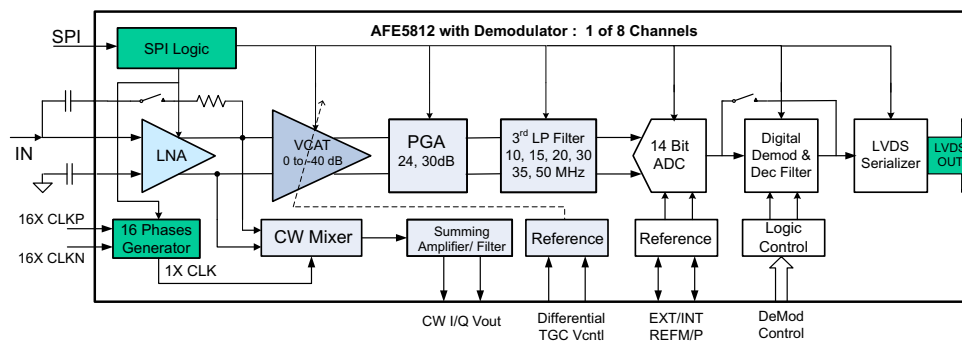 AFE5812 with Demodulator : 1 of 8 Channels
SPI
SPI Logic
IN
LNA
VCAT
0 to -40 dB
PGA
24, 30dB
3rd LP Filter
10, 15, 20, 30
35, 50 MHz
14 Bit
ADC
Digital
Demod &
Dec Filter
LVDS
Serializer
LVDS
OUT
16X CLKP
16X CLKN
16 Phases
Generator
1X CLK
CW Mixer
Summing
Amplifier/ Filter
Reference
Reference
Logic
Control
CW I/Q Vout
Differential
TGC Vcntl
EXT/INT
REFM/P
DeMod
Control